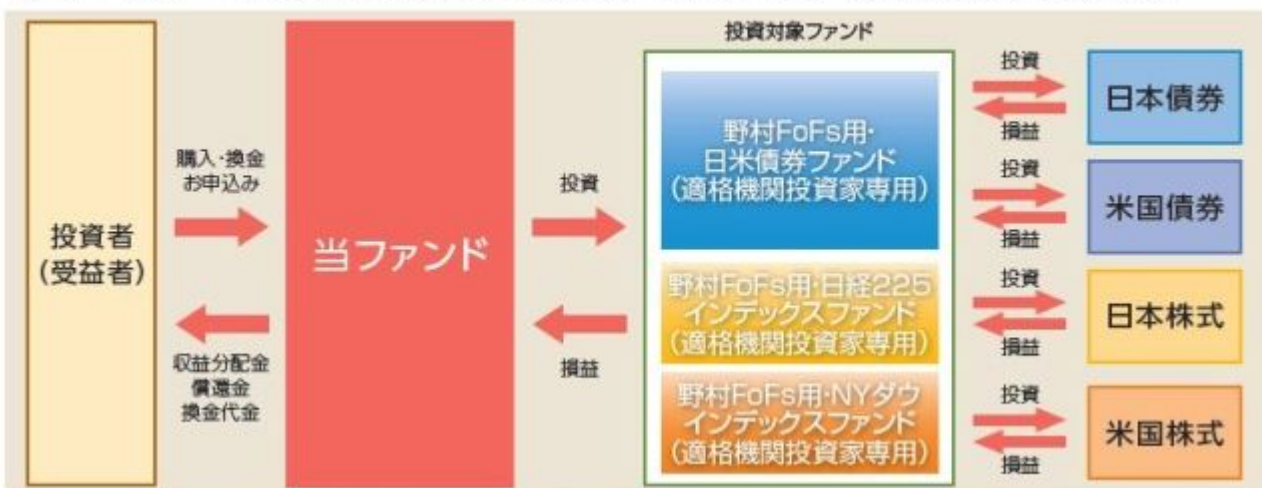 投資対象ファンド
投資者
(受益者)
購入・換金
お申込み
収益分配金
償還金
換金代金
当ファンド
投資
損益
野村FoFs用・
日米債券ファンド
(適格機関投資家専用)
野村FoFs用・日経225
インデックスファンド
(適格機関投資家専用)
野村FoFs用・NYダウ
インデックスファンド
(適格機関投資家専用)
投資
損益
日本債券
投資
損益
米国債券
投資
損益
日本株式
投資
損益
米国株式